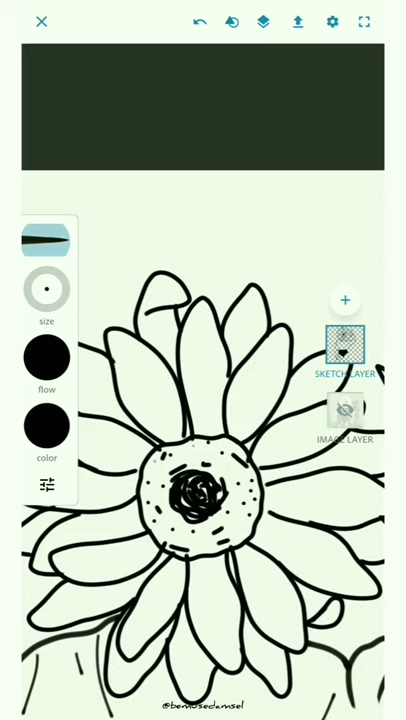 size
flow
color
SKETCH LAYER
IMAGE LAYER
@bemusedamsel